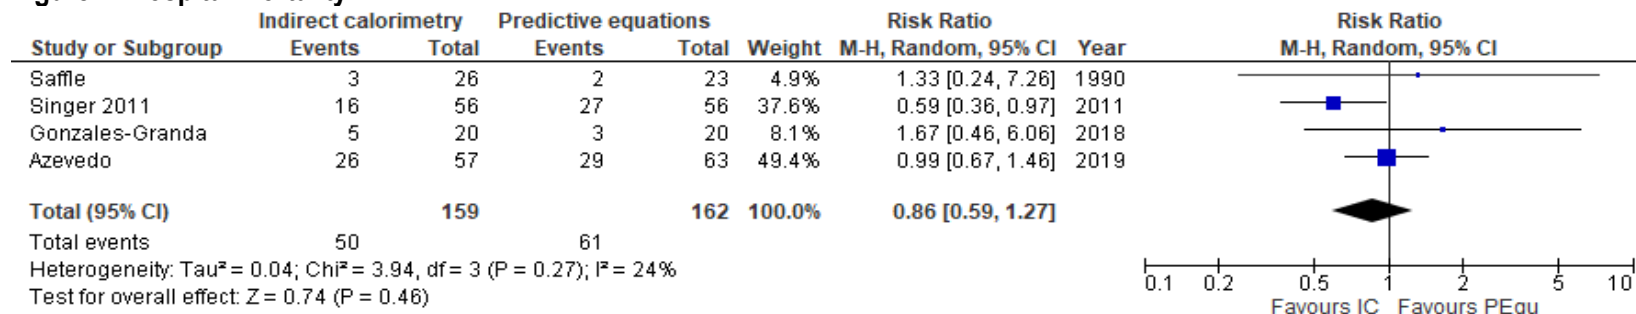 Indirect calorimetry Predictive equations Risk Ratio Risk Ratio
Study or Subgroup Events Total Events Total Weight M-H, Random, 95% CI Year M-H, Random, 95% CI
Saffle 3 26 2 23 4.9% 1.33 [0.24, 7.26] 1990
Singer 2011 16 56 27 56 37.6% 0.59 [0.36, 0.97] 2011
Gonzales-Granda 5 20 3 20 8.1% 1.67 [0.46, 6.06] 2018
Azevedo 26 57 29 63 49.4% 0.99 [0.67, 1.46] 2019
Total (95% CI) 159 162 100.0% 0.86 [0.59, 1.27]
Total events 50 61
Heterogeneity: Tau² = 0.04; Chi² = 3.94, df = 3 (P = 0.27); I² = 24%
Test for overall effect: Z = 0.74 (P = 0.46)
0.1 0.2 0.5 1 2 5 10
Favours IC Favours PEqu